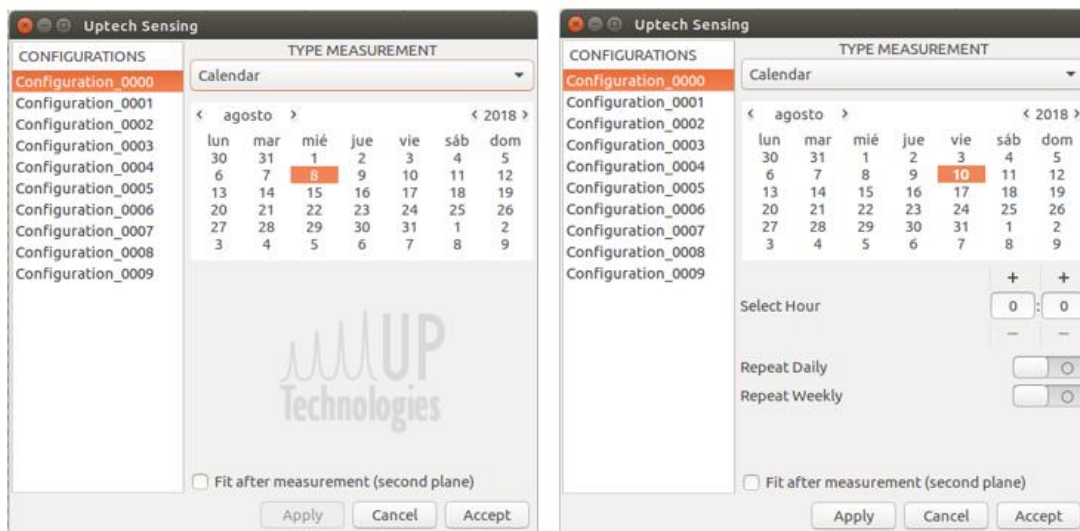 Uptech Sensing
CONFIGURATIONS
Configuration_0000
Configuration_0001
Configuration_0002
Configuration_0003
Configuration_0004
Configuration_0005
Configuration_0006
Configuration_0007
Configuration_0008
Configuration_0009
TYPE MEASUREMENT
Calendar
< agosto > < 2018 >
lun mar mié jue vie sáb dom
30 31 1 2 3 4 5
6 7 8 9 10 11 12
13 14 15 16 17 18 19
20 21 22 23 24 25 26
27 28 29 30 31 1 2
3 4 5 6 7 8 9
UP
Technologies
Fit after measurement (second plane)
Apply Cancel Accept
Uptech Sensing
CONFIGURATIONS
Configuration_0000
Configuration_0001
Configuration_0002
Configuration_0003
Configuration_0004
Configuration_0005
Configuration_0006
Configuration_0007
Configuration_0008
Configuration_0009
TYPE MEASUREMENT
Calendar
< agosto > < 2018 >
lun mar mié jue vie sáb dom
30 31 1 2 3 4 5
6 7 8 9 10 11 12
13 14 15 16 17 18 19
20 21 22 23 24 25 26
27 28 29 30 31 1 2
3 4 5 6 7 8 9
+ +
Select Hour 0 : 0
− −
Repeat Daily
Repeat Weekly
Fit after measurement (second plane)
Apply Cancel Accept